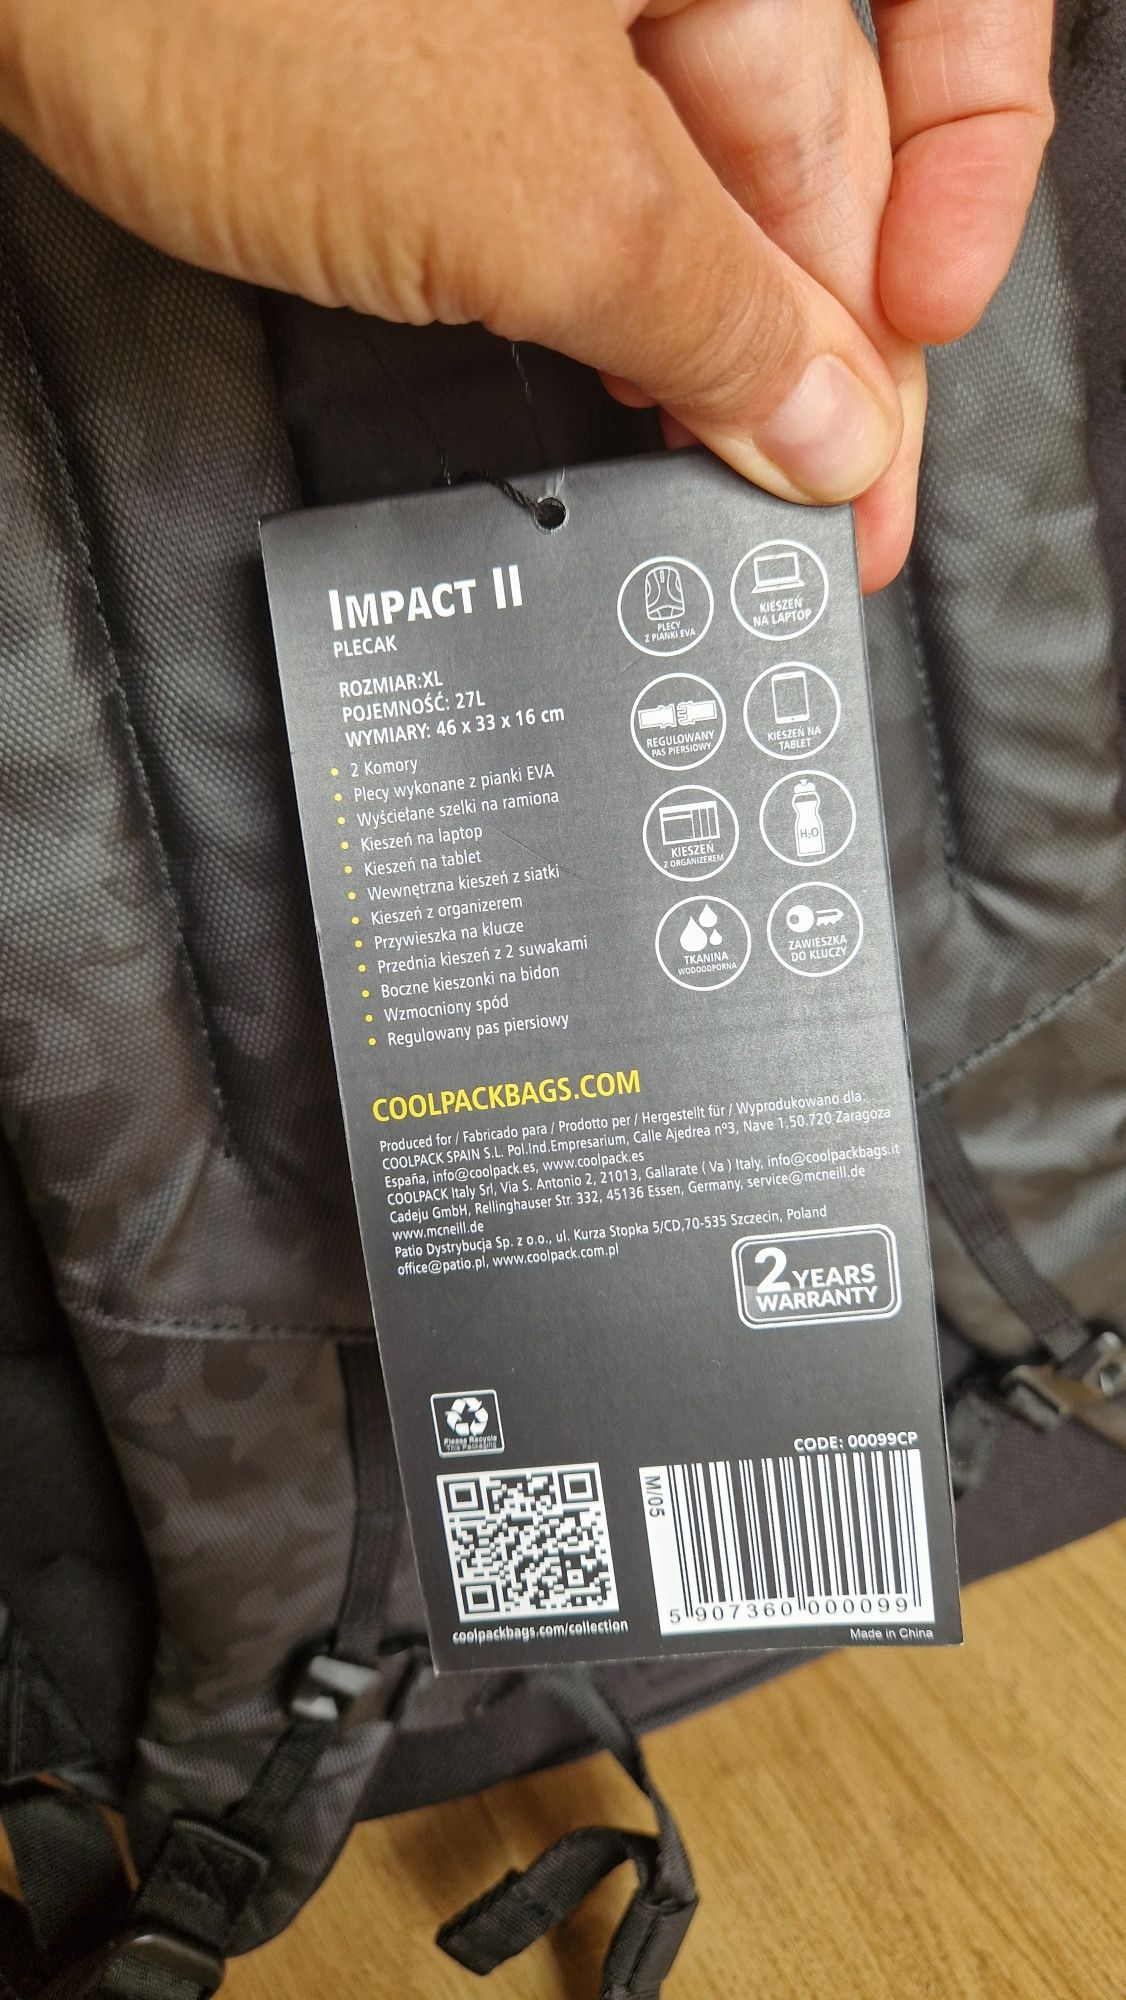 IMPACT II
PLECAK
ROZMIAR:XL
POJEMNOŚĆ: 27L
WYMIARY: 46 x 33 x 16 cm
2 Komory
Plecy wykonane z pianki EVA
Wyściełane szelki na ramiona
Kieszeń na laptop
Kieszeń na tablet
Wewnętrzna kieszeń z siatki
Kieszeń z organizerem
Przywieszka na klucze
Przednia kieszeń z 2 suwakami
Boczne kieszonki na bidon
Wzmocniony spód
Regulowany pas piersiowy
PLECY
Z PIANKI EVA
KIESZEŃ
NA LAPTOP
REGULOWANY
PAS PIERSIOWY
KIESZEŃ NA
TABLET
KIESZEŃ
Z ORGANIZEREM
H₂O
TKANINA
WODOODPORNA
ZAWIESZKA
DO KLUCZY
COOLPACKBAGS.COM
Produced for / Fabricado para / Prodotto per / Hergestellt für / Wyprodukowano dla:
COOLPACK SPAIN S.L. Pol.Ind.Empresarium, Calle Ajedrea nº3, Nave 1,50.720 Zaragoza
España, info@coolpack.es, www.coolpack.es
COOLPACK Italy Srl, Via S. Antonio 2, 21013, Gallarate ( Va ) Italy, info@coolpackbags.it
Cadeju GmbH, Rellinghauser Str. 332, 45136 Essen, Germany, service@mcneill.de
www.mcneill.de
Patio Dystrybucja Sp. z o.o., ul. Kurza Stopka 5/CD,70-535 Szczecin, Poland
office@patio.pl, www.coolpack.com.pl
2 YEARS
WARRANTY
Please Recycle
This Packaging
CODE: 00099CP
M/05
5 907360 000099
coolpackbags.com/collection
Made in China